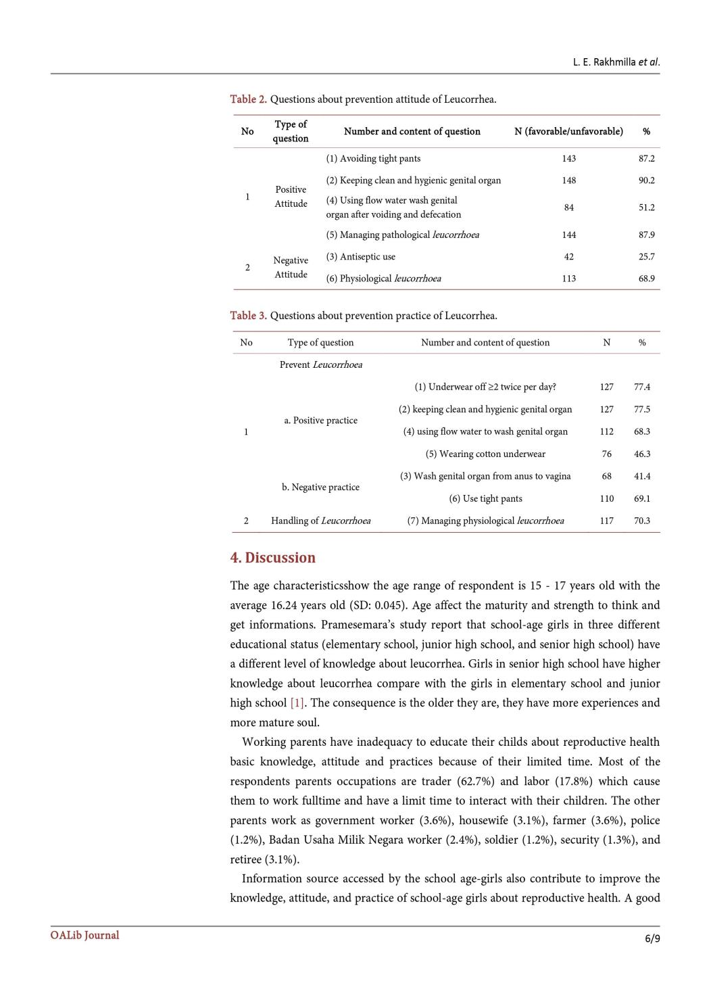 L. E. Rakhmilla et al.
Table 2. Questions about prevention attitude of Leucorrhea.
No Type of question Number and content of question N (favorable/unfavorable) %
1 Positive Attitude (1) Avoiding tight pants 143 87.2
(2) Keeping clean and hygienic genital organ 148 90.2
(4) Using flow water wash genital
organ after voiding and defecation 84 51.2
(5) Managing pathological leucorrhoea 144 87.9
2 Negative Attitude (3) Antiseptic use 42 25.7
(6) Physiological leucorrhoea 113 68.9
Table 3. Questions about prevention practice of Leucorrhea.
No Type of question Number and content of question N %
1 Prevent Leucorrhoea
a. Positive practice (1) Underwear off ≥2 twice per day? 127 77.4
(2) keeping clean and hygienic genital organ 127 77.5
(4) using flow water to wash genital organ 112 68.3
(5) Wearing cotton underwear 76 46.3
b. Negative practice (3) Wash genital organ from anus to vagina 68 41.4
(6) Use tight pants 110 69.1
2 Handling of Leucorrhoea (7) Managing physiological leucorrhoea 117 70.3
4. Discussion
The age characteristicsshow the age range of respondent is 15 - 17 years old with the
average 16.24 years old (SD: 0.045). Age affect the maturity and strength to think and
get informations. Pramesemara's study report that school-age girls in three different
educational status (elementary school, junior high school, and senior high school) have
a different level of knowledge about leucorrhea. Girls in senior high school have higher
knowledge about leucorrhea compare with the girls in elementary school and junior
high school [1]. The consequence is the older they are, they have more experiences and
more mature soul.
Working parents have inadequacy to educate their childs about reproductive health
basic knowledge, attitude and practices because of their limited time. Most of the
respondents parents occupations are trader (62.7%) and labor (17.8%) which cause
them to work fulltime and have a limit time to interact with their children. The other
parents work as government worker (3.6%), housewife (3.1%), farmer (3.6%), police
(1.2%), Badan Usaha Milik Negara worker (2.4%), soldier (1.2%), security (1.3%), and
retiree (3.1%).
Information source accessed by the school age-girls also contribute to improve the
knowledge, attitude, and practice of school-age girls about reproductive health. A good
OALib Journal
6/9